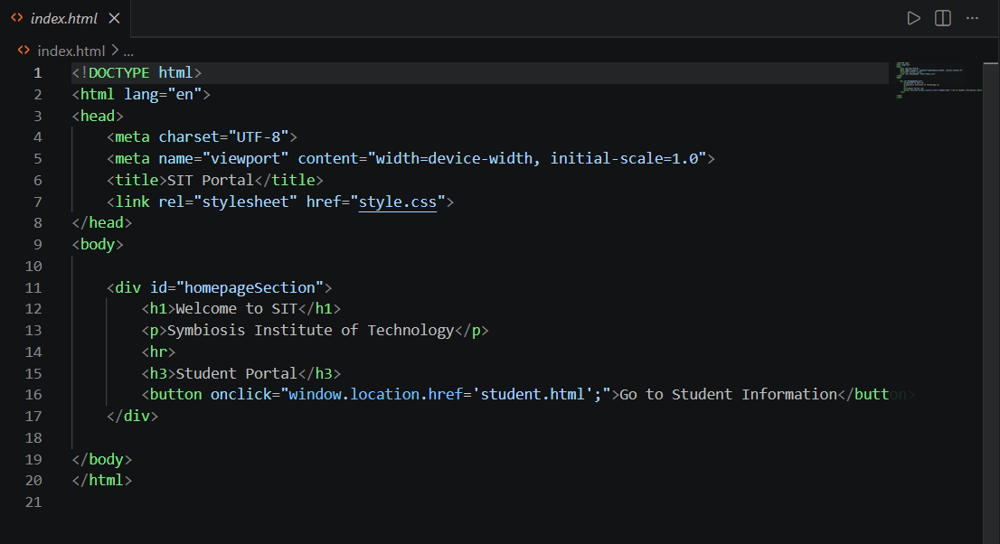 index.html
index.html > ...
1 <!DOCTYPE html>
2 <html lang="en">
3 <head>
4     <meta charset="UTF-8">
5     <meta name="viewport" content="width=device-width, initial-scale=1.0">
6     <title>SIT Portal</title>
7     <link rel="stylesheet" href="style.css">
8 </head>
9 <body>
10
11     <div id="homepageSection">
12         <h1>Welcome to SIT</h1>
13         <p>Symbiosis Institute of Technology</p>
14         <hr>
15         <h3>Student Portal</h3>
16         <button onclick="window.location.href='student.html';">Go to Student Information</button>
17     </div>
18
19 </body>
20 </html>
21